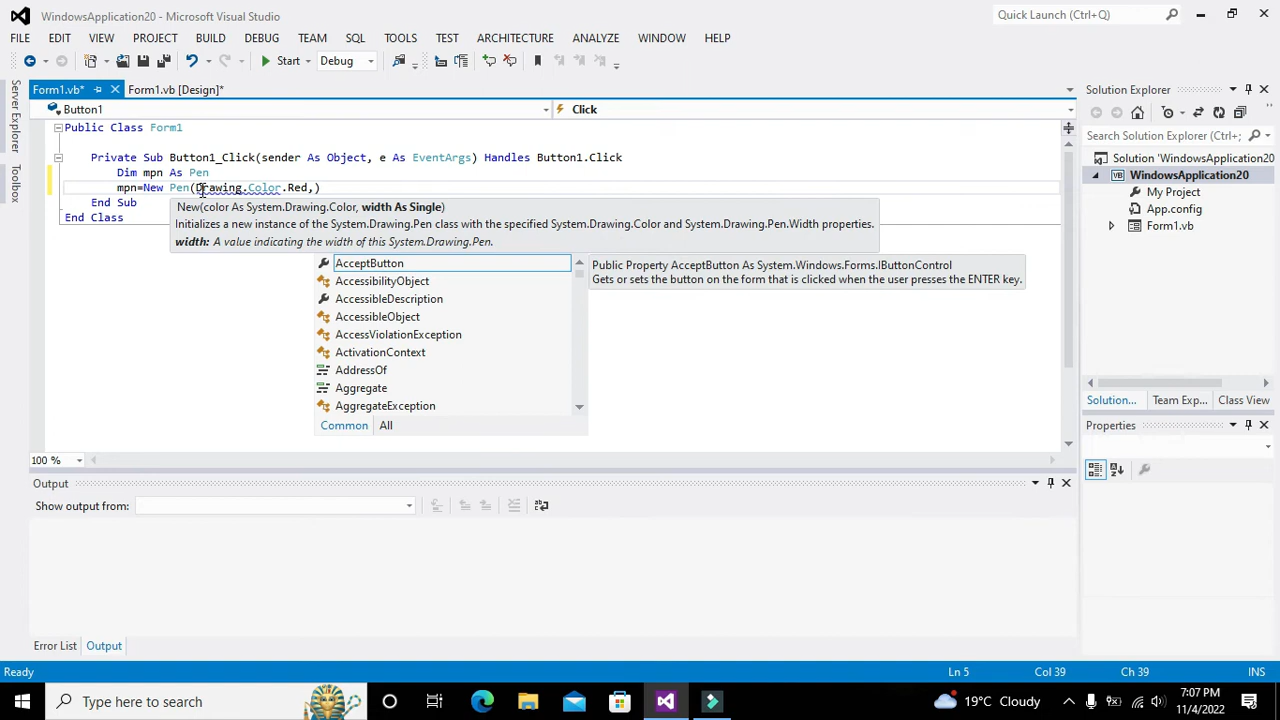 WindowsApplication20 - Microsoft Visual Studio
Quick Launch (Ctrl+Q)
FILE EDIT VIEW PROJECT BUILD DEBUG TEAM SQL TOOLS TEST ARCHITECTURE ANALYZE WINDOW HELP
Start Debug
Server Explorer
Toolbox
Form1.vb* Form1.vb [Design]*
Button1 Click
Public Class Form1
Private Sub Button1_Click(sender As Object, e As EventArgs) Handles Button1.Click
Dim mpn As Pen
mpn=New Pen(Drawing.Color.Red,)
End Sub
End Class
New(color As System.Drawing.Color, width As Single)
Initializes a new instance of the System.Drawing.Pen class with the specified System.Drawing.Color and System.Drawing.Pen.Width properties.
width: A value indicating the width of this System.Drawing.Pen.
AcceptButton
AccessibilityObject
AccessibleDescription
AccessibleObject
AccessViolationException
ActivationContext
AddressOf
Aggregate
AggregateException
Common All
Public Property AcceptButton As System.Windows.Forms.IButtonControl
Gets or sets the button on the form that is clicked when the user presses the ENTER key.
100 %
Output
Show output from:
Error List Output
Solution Explorer
Search Solution Explorer (Ctrl+;)
Solution 'WindowsApplication20'
WindowsApplication20
My Project
App.config
Form1.vb
Solution... Team Exp... Class View
Properties
Ready Ln 5 Col 39 Ch 39 INS
Type here to search
19°C Cloudy
7:07 PM
11/4/2022